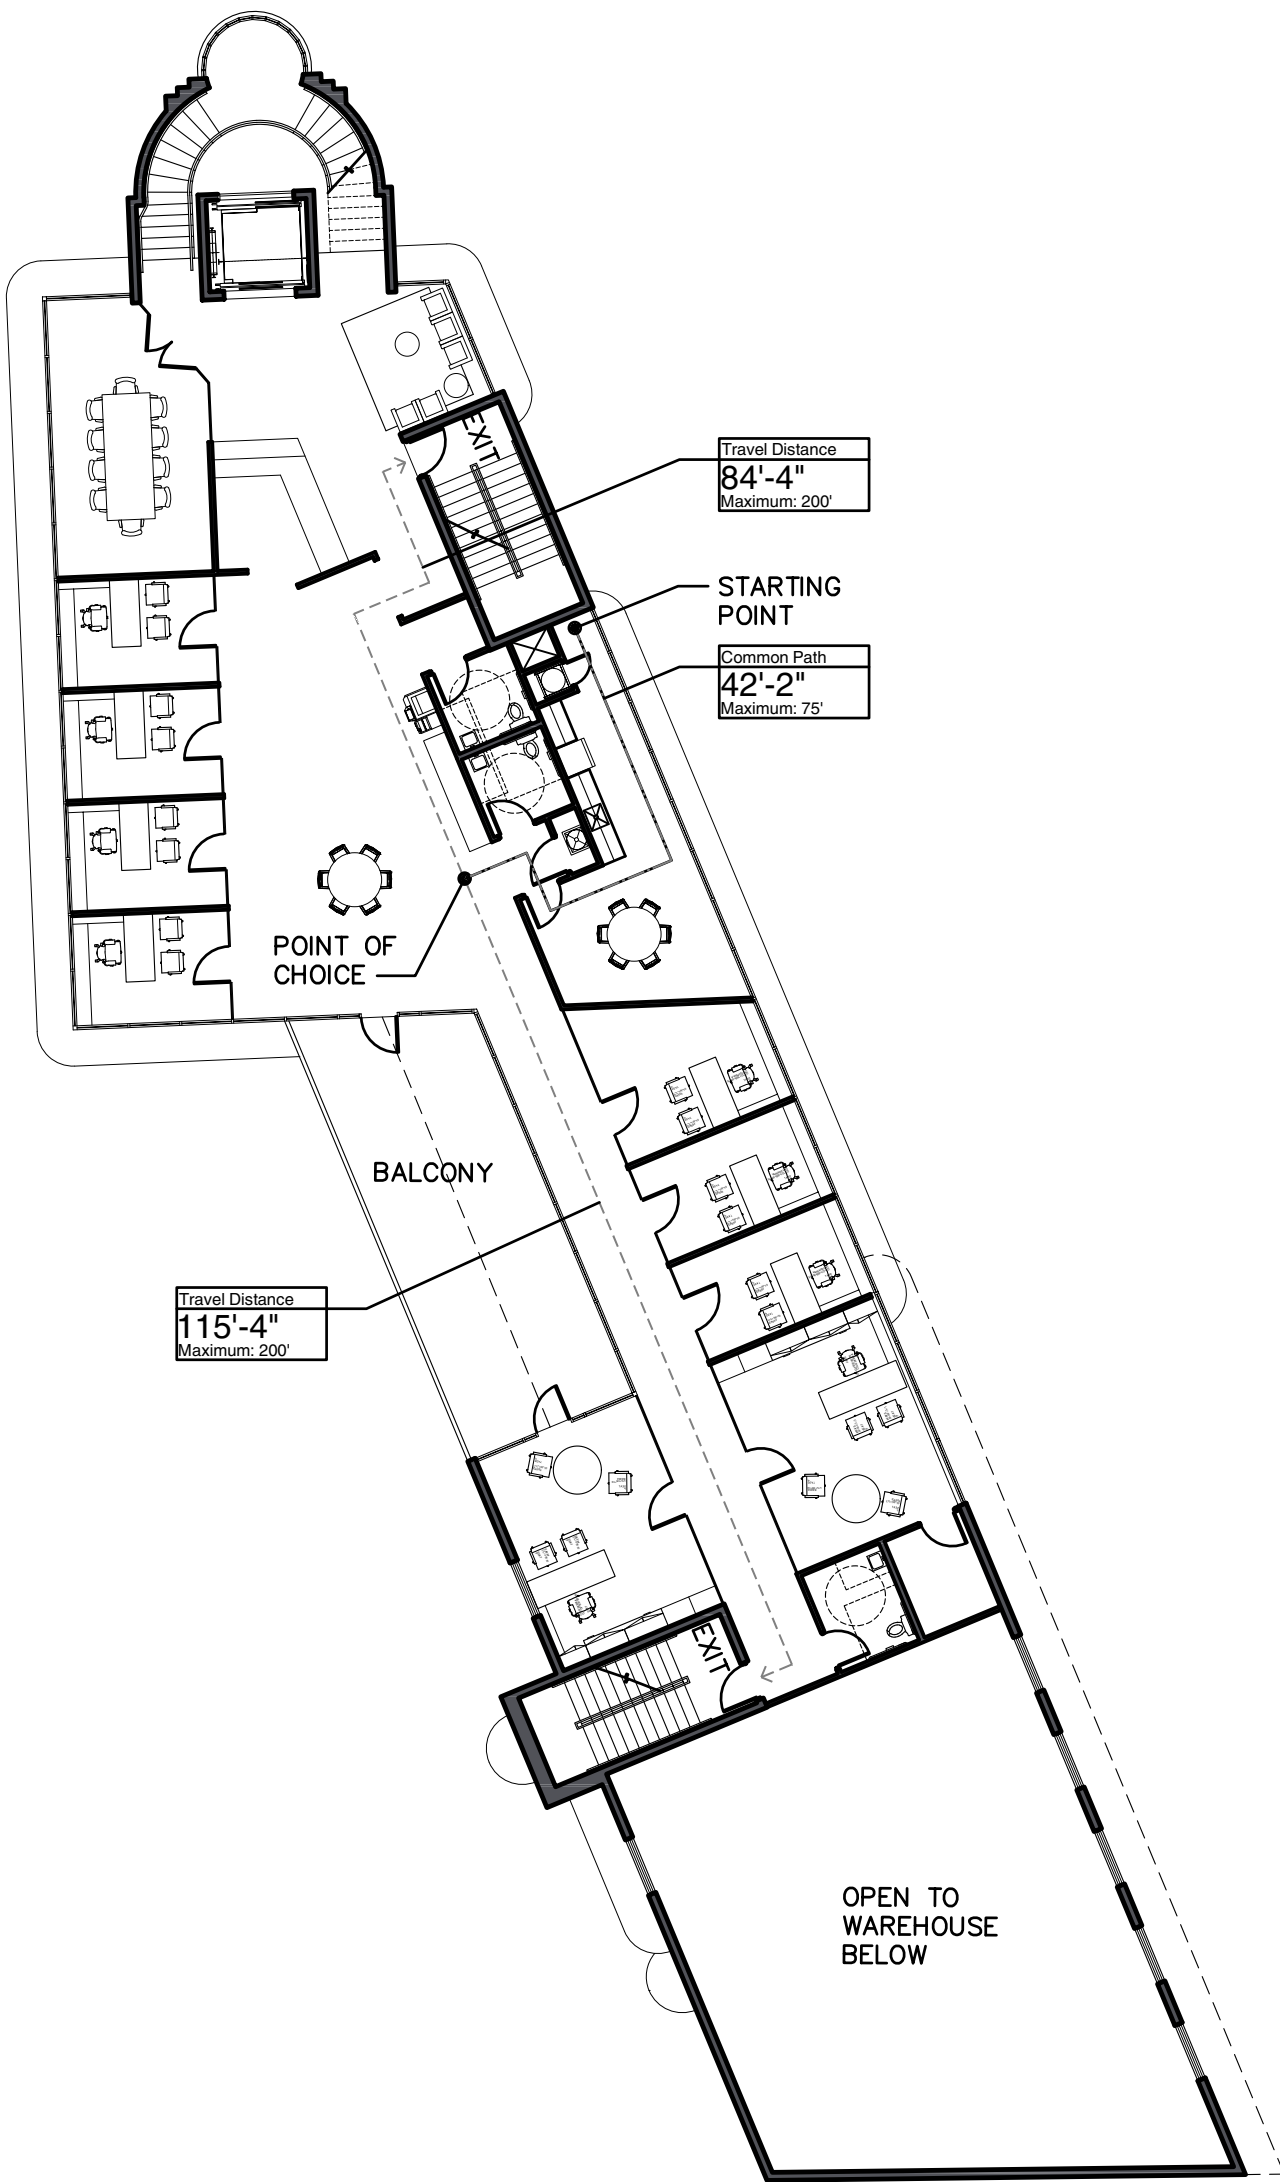 EXIT
Travel Distance
84'-4"
Maximum: 200'
STARTING
POINT
Common Path
42'-2"
Maximum: 75'
POINT OF
CHOICE
BALCONY
Travel Distance
115'-4"
Maximum: 200'
EXIT
OPEN TO
WAREHOUSE
BELOW